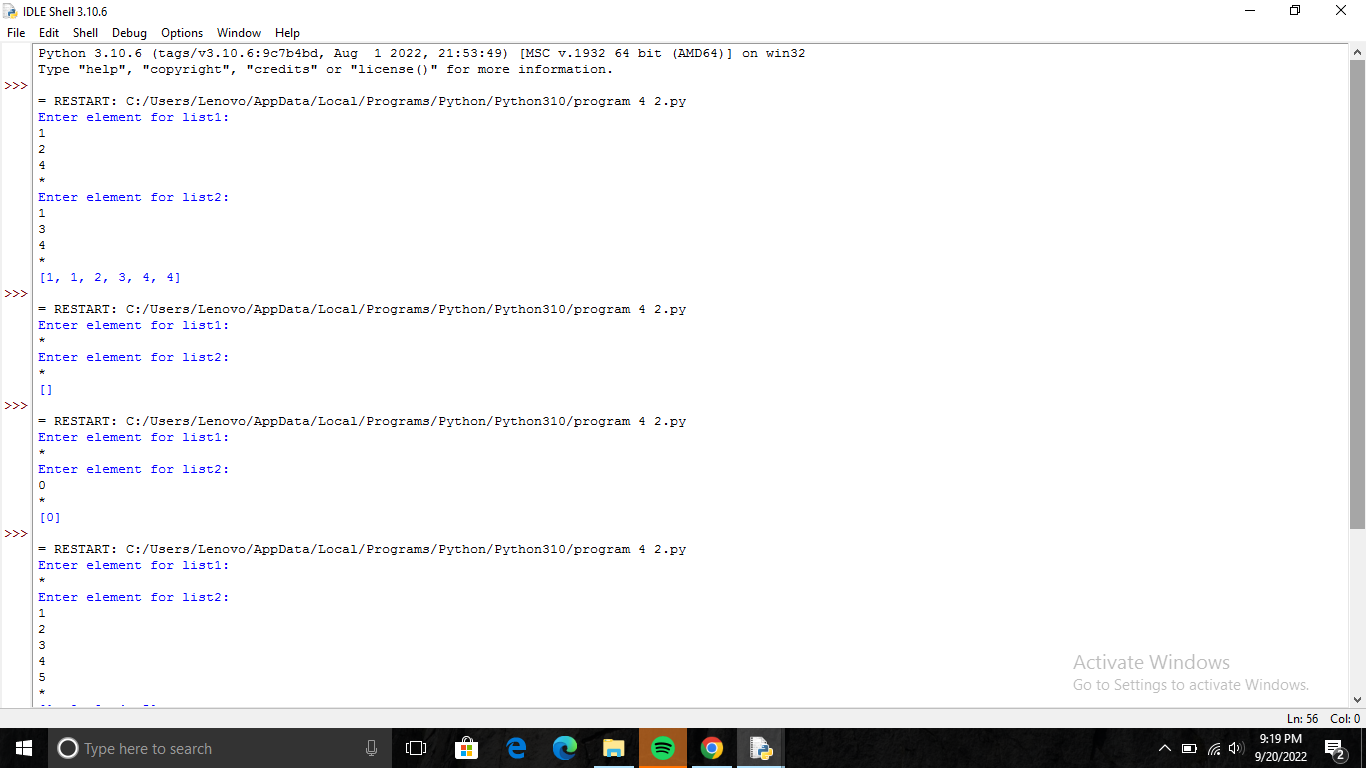 IDLE Shell 3.10.6
File Edit Shell Debug Options Window Help
Python 3.10.6 (tags/v3.10.6:9c7b4bd, Aug  1 2022, 21:53:49) [MSC v.1932 64 bit (AMD64)] on win32
Type "help", "copyright", "credits" or "license()" for more information.
>>>
= RESTART: C:/Users/Lenovo/AppData/Local/Programs/Python/Python310/program 4 2.py
Enter element for list1:
1
2
4
*
Enter element for list2:
1
3
4
*
[1, 1, 2, 3, 4, 4]
>>>
= RESTART: C:/Users/Lenovo/AppData/Local/Programs/Python/Python310/program 4 2.py
Enter element for list1:
*
Enter element for list2:
*
[]
>>>
= RESTART: C:/Users/Lenovo/AppData/Local/Programs/Python/Python310/program 4 2.py
Enter element for list1:
*
Enter element for list2:
0
*
[0]
>>>
= RESTART: C:/Users/Lenovo/AppData/Local/Programs/Python/Python310/program 4 2.py
Enter element for list1:
*
Enter element for list2:
1
2
3
4
5
*
Activate Windows
Go to Settings to activate Windows.
Ln: 56 Col: 0
Type here to search
9:19 PM
9/20/2022
2